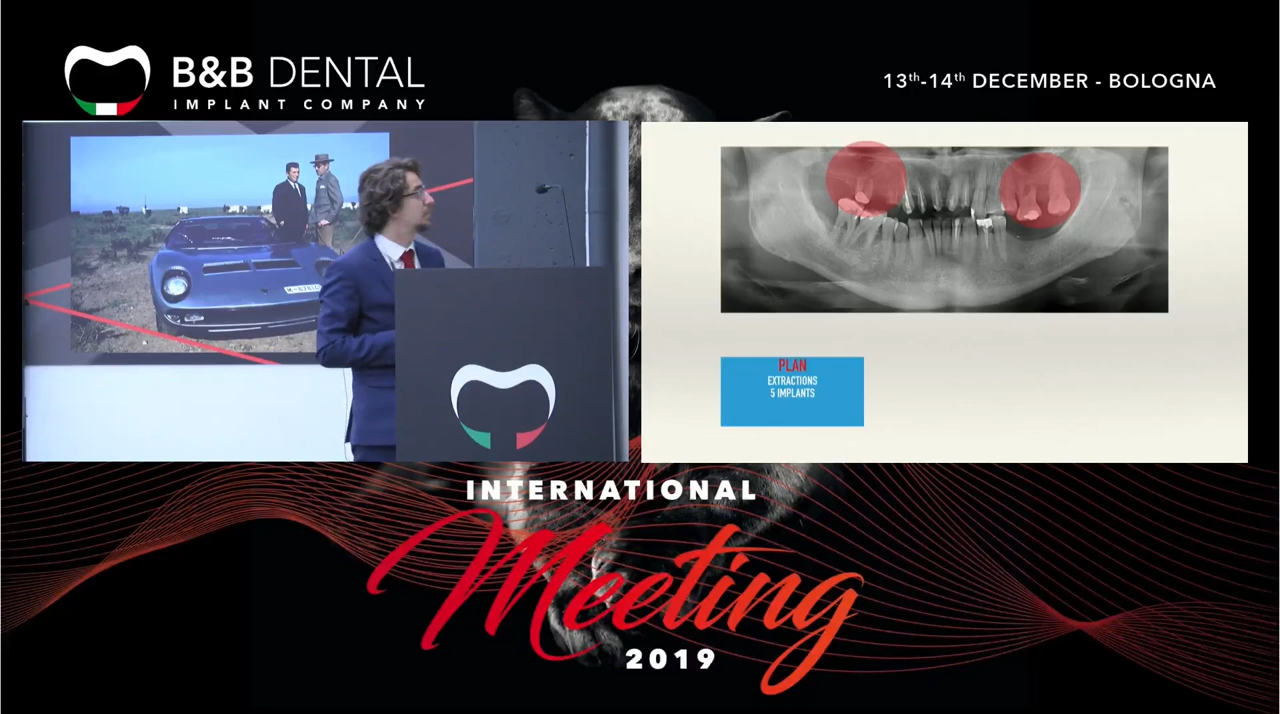 B&B DENTAL
IMPLANT COMPANY
13th-14th DECEMBER - BOLOGNA
PLAN
EXTRACTIONS
5 IMPLANTS
INTERNATIONAL
Meeting
2019